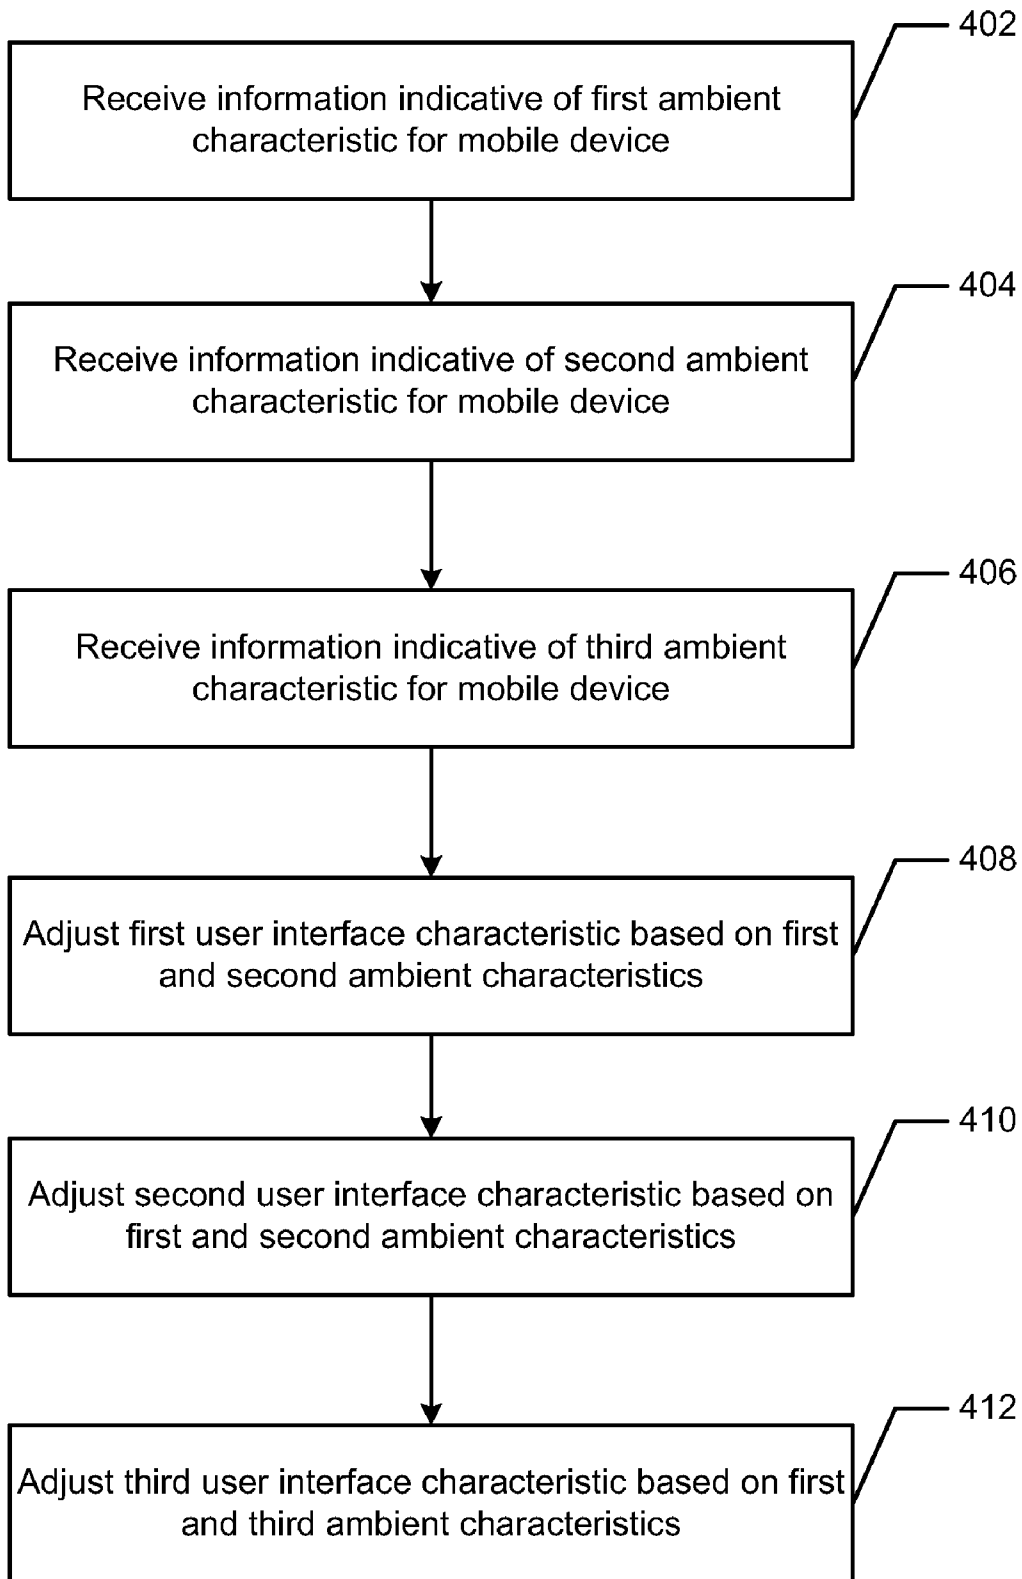 402
Receive information indicative of first ambient
characteristic for mobile device
404
Receive information indicative of second ambient
characteristic for mobile device
406
Receive information indicative of third ambient
characteristic for mobile device
408
Adjust first user interface characteristic based on first
and second ambient characteristics
410
Adjust second user interface characteristic based on
first and second ambient characteristics
412
Adjust third user interface characteristic based on first
and third ambient characteristics